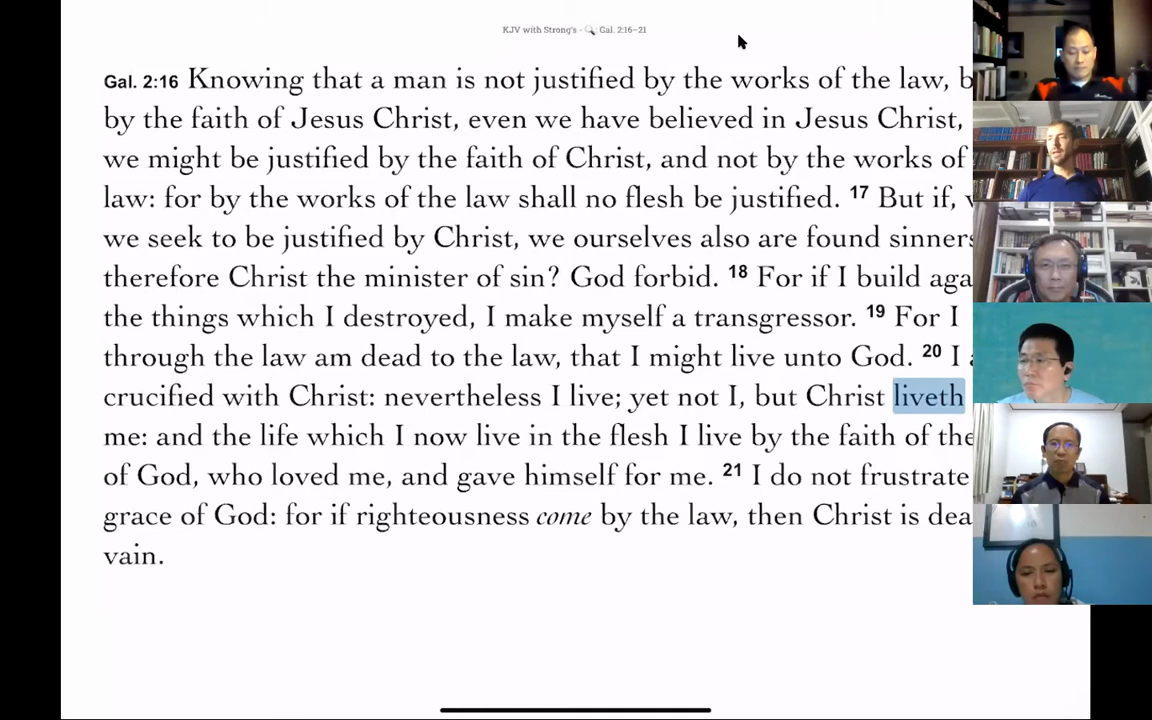 KJV with Strong's - 🔍 Gal. 2:16–21
Gal. 2:16 Knowing that a man is not justified by the works of the law,
by the faith of Jesus Christ, even we have believed in Jesus Christ,
we might be justified by the faith of Christ, and not by the works of
law: for by the works of the law shall no flesh be justified. 17 But if,
we seek to be justified by Christ, we ourselves also are found sinners
therefore Christ the minister of sin? God forbid. 18 For if I build
the things which I destroyed, I make myself a transgressor. 19 For I
through the law am dead to the law, that I might live unto God. 20 I
crucified with Christ: nevertheless I live; yet not I, but Christ liveth
me: and the life which I now live in the flesh I live by the faith of the
of God, who loved me, and gave himself for me. 21 I do not frustrate
grace of God: for if righteousness come by the law, then Christ is
vain.